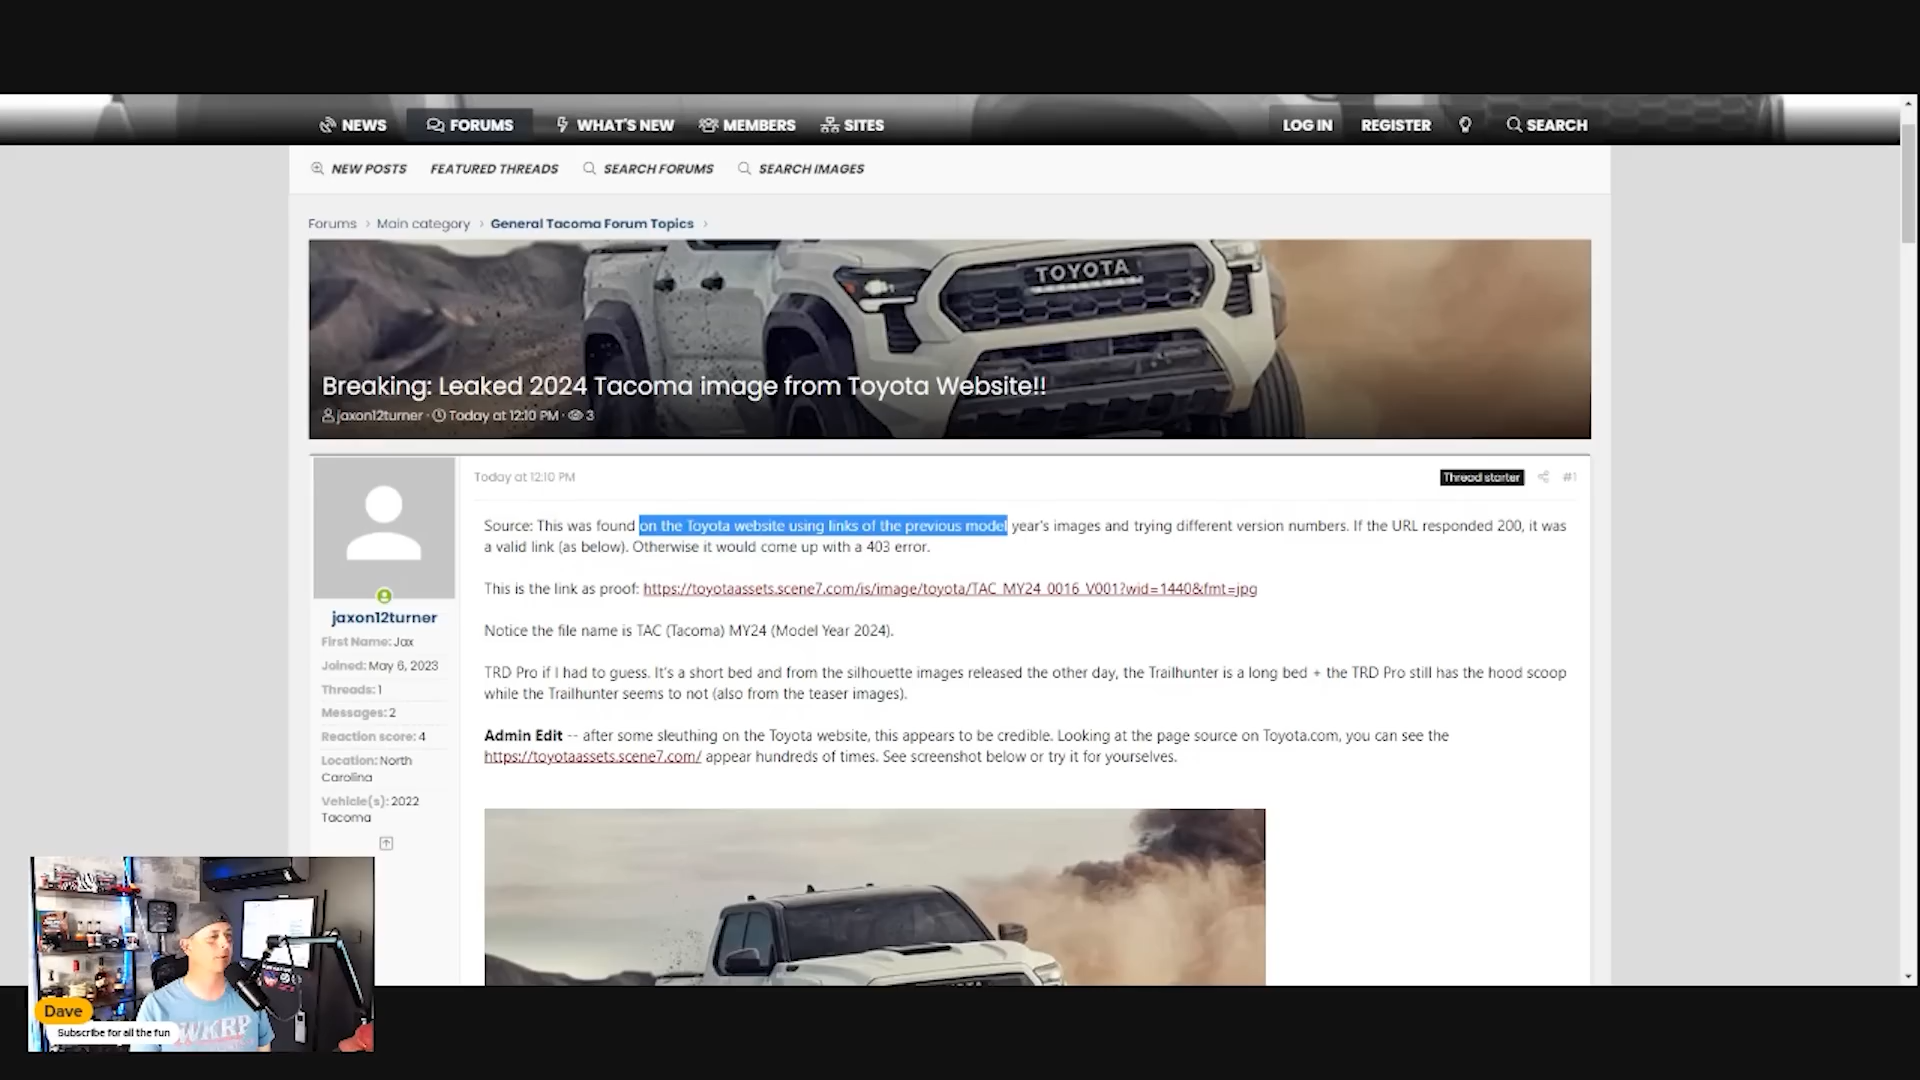 NEWS FORUMS WHAT'S NEW MEMBERS SITES LOG IN REGISTER SEARCH
NEW POSTS FEATURED THREADS SEARCH FORUMS SEARCH IMAGES
Forums › Main category › General Tacoma Forum Topics ›
TOYOTA
Breaking: Leaked 2024 Tacoma image from Toyota Website!!
jaxon12turner · Today at 12:10 PM · 3
Today at 12:10 PM Thread starter #1
Source: This was found on the Toyota website using links of the previous model year's images and trying different version numbers. If the URL responded 200, it was
a valid link (as below). Otherwise it would come up with a 403 error.
This is the link as proof: https://toyotaassets.scene7.com/is/image/toyota/TAC_MY24_0016_V001?wid=1440&fmt=jpg
Notice the file name is TAC (Tacoma) MY24 (Model Year 2024).
TRD Pro if I had to guess. It's a short bed and from the silhouette images released the other day, the Trailhunter is a long bed + the TRD Pro still has the hood scoop
while the Trailhunter seems to not (also from the teaser images).
Admin Edit -- after some sleuthing on the Toyota website, this appears to be credible. Looking at the page source on Toyota.com, you can see the
https://toyotaassets.scene7.com/ appear hundreds of times. See screenshot below or try it for yourselves.
jaxon12turner
First Name: Jax
Joined: May 6, 2023
Threads: 1
Messages: 2
Reaction score: 4
Location: North
Carolina
Vehicle(s): 2022
Tacoma
Dave
Subscribe for all the fun
WKRP